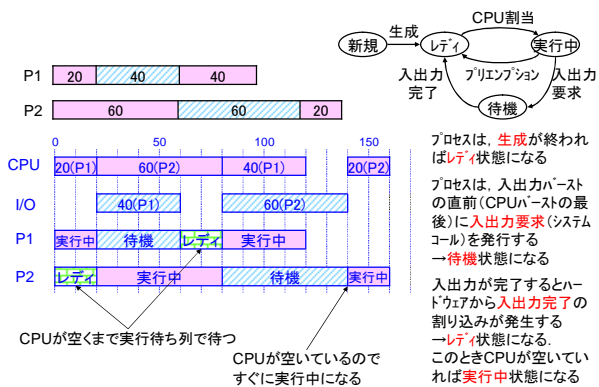 新規
生成
レディ
CPU割当
実行中
プリエンプション
入出力
完了
待機
入出力
要求
P1
20
40
40
P2
60
60
20
0
50
100
150
CPU
20(P1)
60(P2)
40(P1)
20(P2)
I/O
40(P1)
60(P2)
P1
実行中
待機
レディ
実行中
P2
レディ
実行中
待機
実行中
CPUが空くまで実行待ち列で待つ
CPUが空いているので
すぐに実行中になる
プロセスは，生成が終われ
ばレディ状態になる
プロセスは，入出力バースト
の直前(CPUバーストの最
後)に入出力要求(システム
コール)を発行する
→待機状態になる
入出力が完了するとハー
ドウェアから入出力完了の
割り込みが発生する
→レディ状態になる．
このときCPUが空いてい
れば実行中状態になる